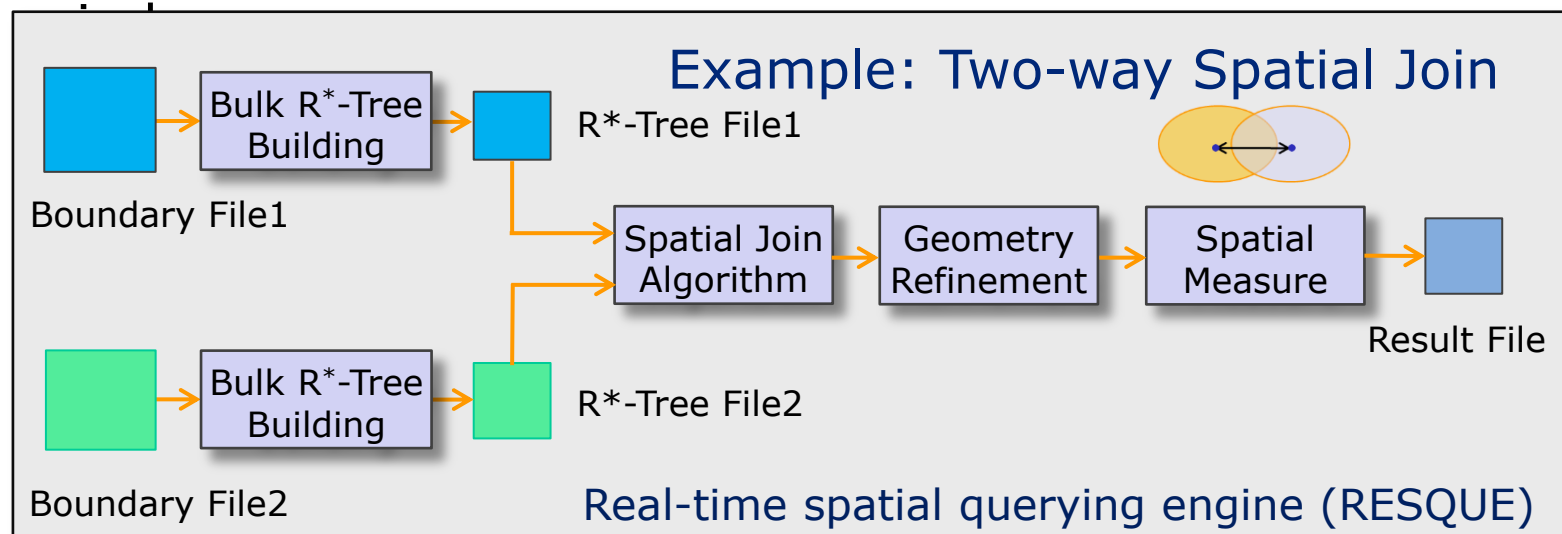 Example: Two-way Spatial Join
Bulk R*-Tree
Building
R*-Tree File1
Boundary File1
Spatial Join
Algorithm
Geometry
Refinement
Spatial
Measure
Result File
Bulk R*-Tree
Building
R*-Tree File2
Boundary File2
Real-time spatial querying engine (RESQUE)